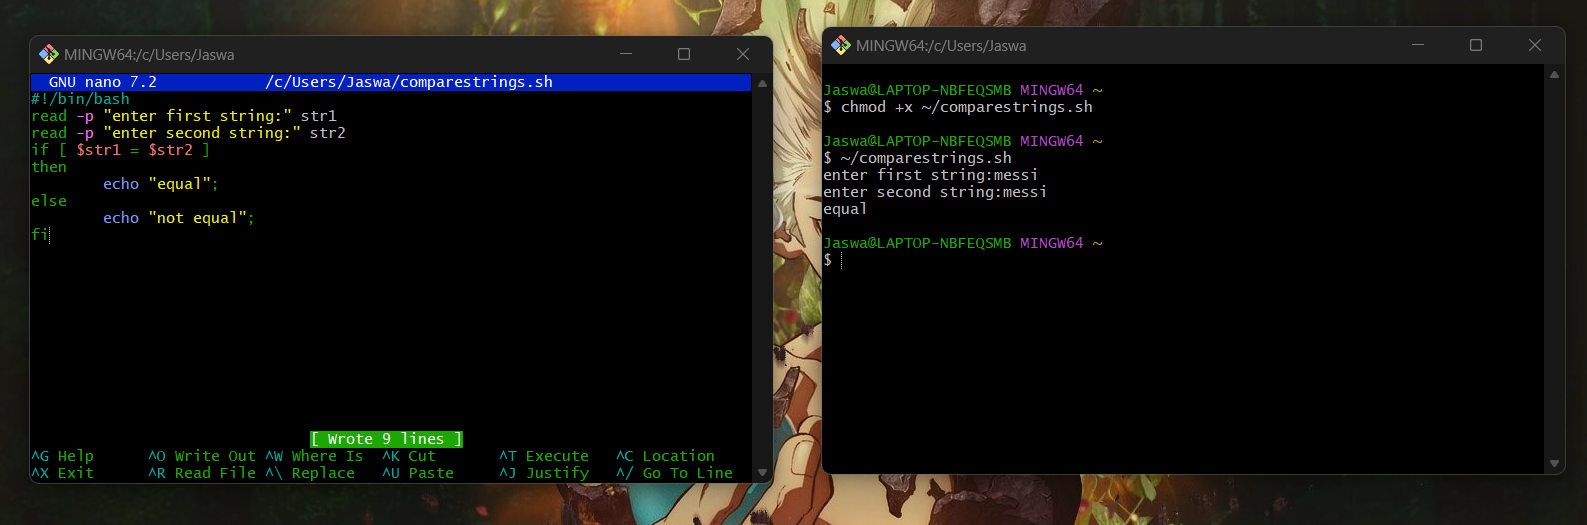 MINGW64:/c/Users/Jaswa
GNU nano 7.2 /c/Users/Jaswa/comparestrings.sh
#!/bin/bash
read -p "enter first string:" str1
read -p "enter second string:" str2
if [ $str1 = $str2 ]
then
        echo "equal";
else
        echo "not equal";
fi
[ Wrote 9 lines ]
^G Help ^O Write Out ^W Where Is ^K Cut ^T Execute ^C Location
^X Exit ^R Read File ^\ Replace ^U Paste ^J Justify ^/ Go To Line
MINGW64:/c/Users/Jaswa
Jaswa@LAPTOP-NBFEQSMB MINGW64 ~
$ chmod +x ~/comparestrings.sh
Jaswa@LAPTOP-NBFEQSMB MINGW64 ~
$ ~/comparestrings.sh
enter first string:messi
enter second string:messi
equal
Jaswa@LAPTOP-NBFEQSMB MINGW64 ~
$